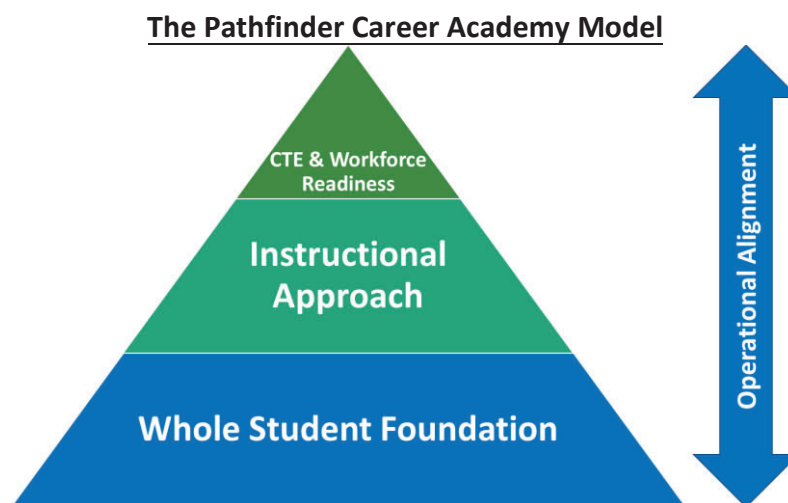 The Pathfinder Career Academy Model
CTE & Workforce
Readiness
Instructional
Approach
Whole Student Foundation
Operational Alignment